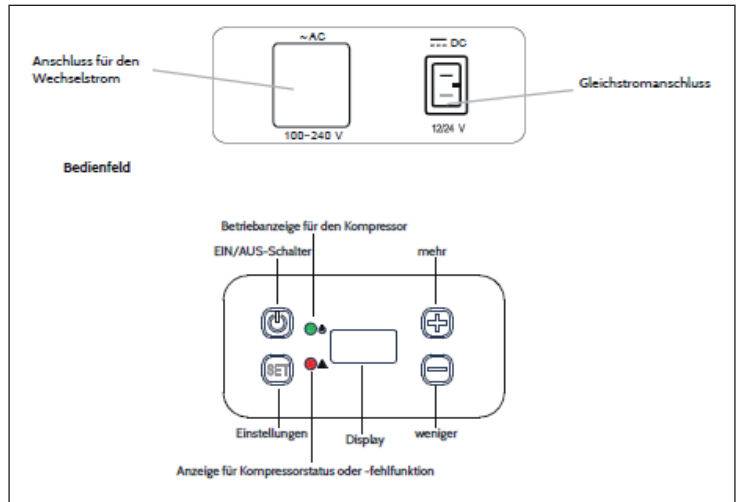 ~AC
DC
Anschluss für den
Wechselstrom
Gleichstromanschluss
100-240 V
12/24 V
Bedienfeld
Betriebanzeige für den Kompressor
EIN/AUS-Schalter
mehr
SET
Einstellungen
Display
weniger
Anzeige für Kompressorstatus oder -fehlfunktion